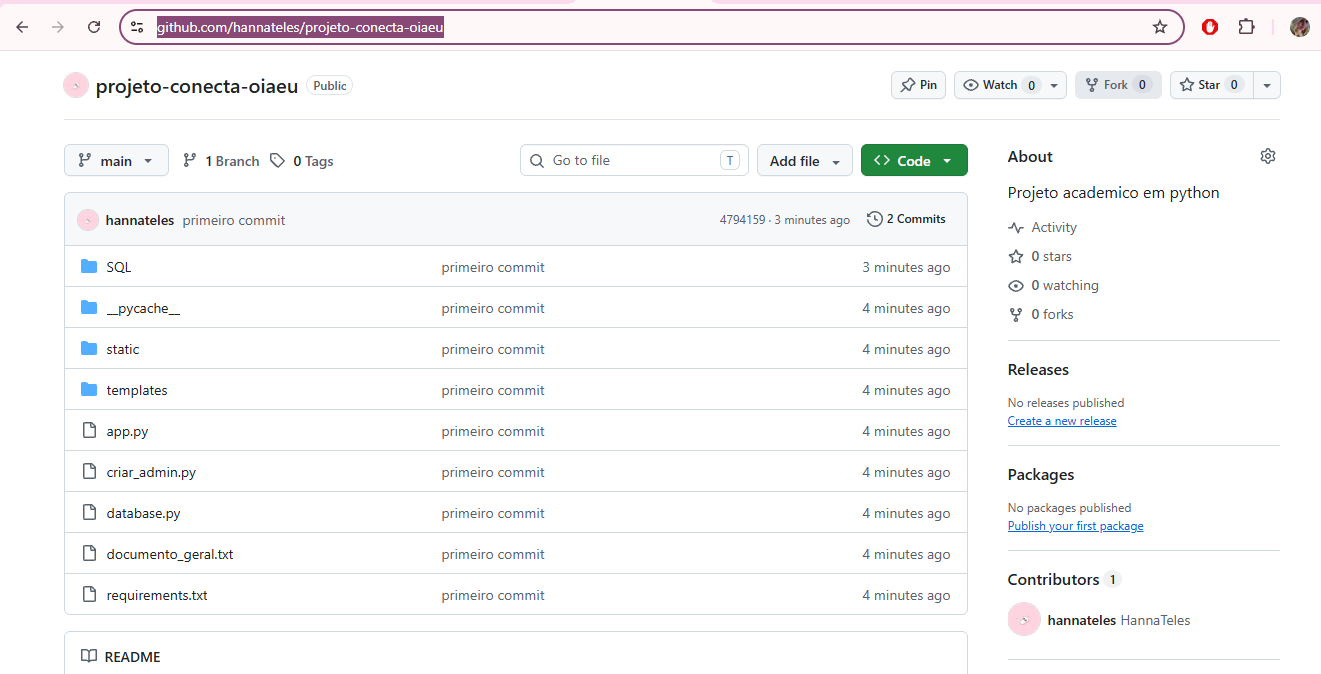 github.com/hannateles/projeto-conecta-oiaeu
projeto-conecta-oiaeu Public
Pin
Watch 0
Fork 0
Star 0
main
1 Branch
0 Tags
Go to file T
Add file
Code
hannateles primeiro commit 4794159 · 3 minutes ago 2 Commits
SQL primeiro commit 3 minutes ago
__pycache__ primeiro commit 4 minutes ago
static primeiro commit 4 minutes ago
templates primeiro commit 4 minutes ago
app.py primeiro commit 4 minutes ago
criar_admin.py primeiro commit 4 minutes ago
database.py primeiro commit 4 minutes ago
documento_geral.txt primeiro commit 4 minutes ago
requirements.txt primeiro commit 4 minutes ago
README
About
Projeto academico em python
Activity
0 stars
0 watching
0 forks
Releases
No releases published
Create a new release
Packages
No packages published
Publish your first package
Contributors 1
hannateles HannaTeles